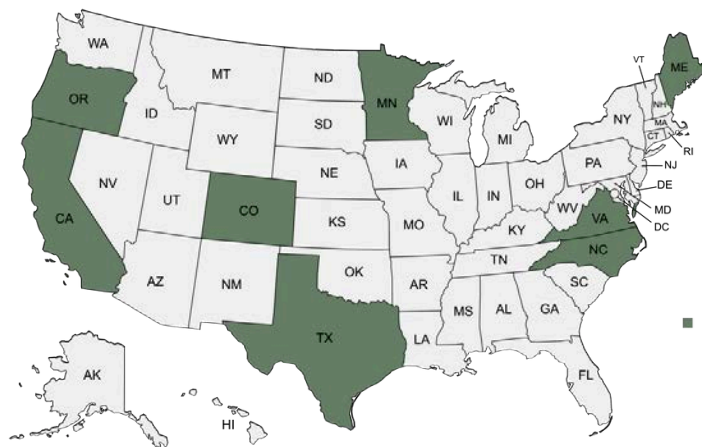 WA
MT
ND
MN
ME
VT
NH
OR
ID
WY
SD
WI
MI
NY
MA
CT
RI
NV
UT
CO
NE
IA
IL
IN
OH
PA
NJ
DE
MD
DC
CA
KS
MO
KY
WV
VA
NC
TN
AZ
NM
OK
AR
SC
TX
LA
MS
AL
GA
FL
AK
HI